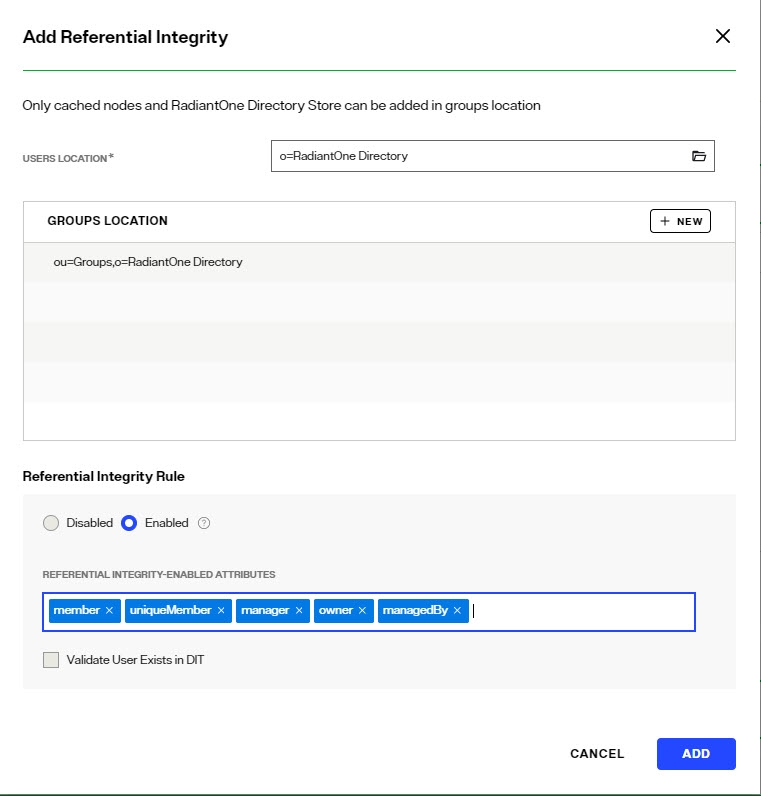 Add Referential Integrity
Only cached nodes and RadiantOne Directory Store can be added in groups location
USERS LOCATION*
o=RadiantOne Directory
GROUPS LOCATION
+ NEW
ou=Groups,o=RadiantOne Directory
Referential Integrity Rule
Disabled Enabled ?
REFERENTIAL INTEGRITY-ENABLED ATTRIBUTES
member × uniqueMember × manager × owner × managedBy ×
Validate User Exists in DIT
CANCEL ADD